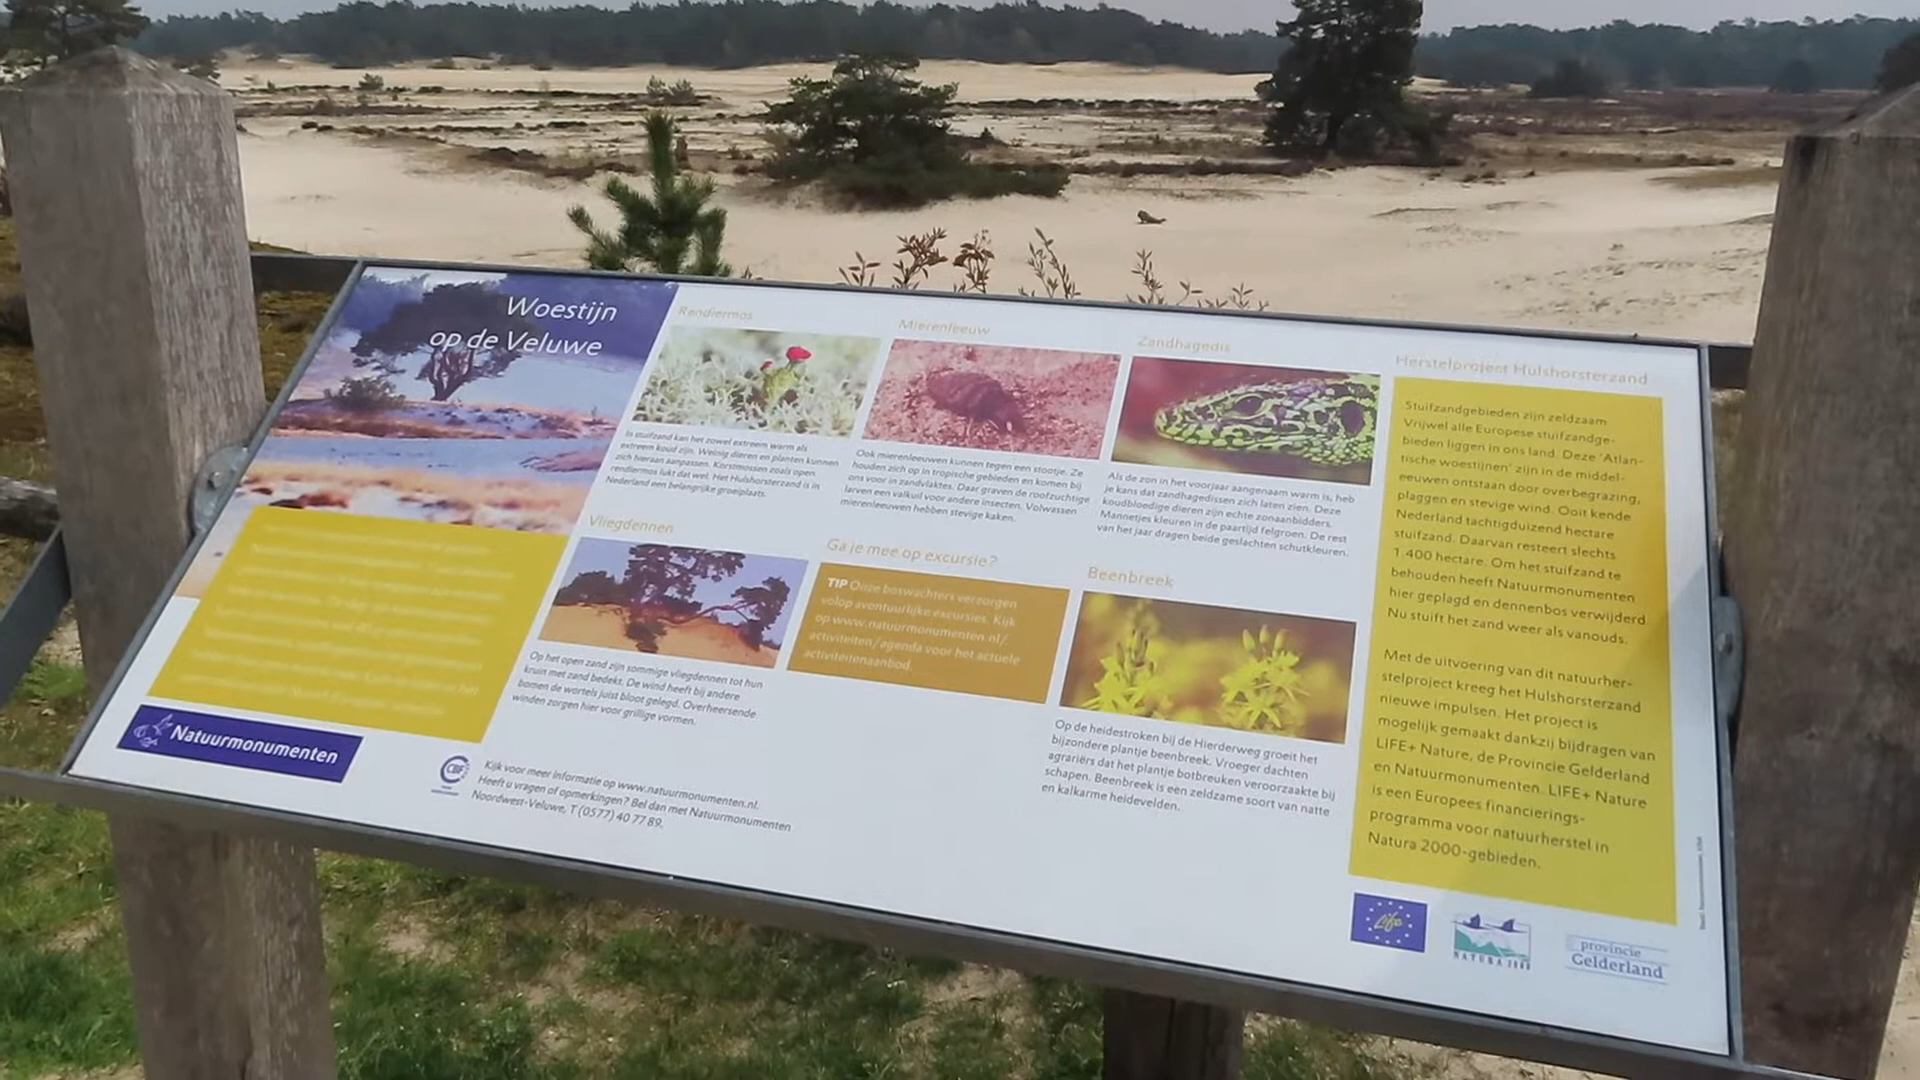 Woestijn
op de Veluwe
Natuurmonumenten
Rendiermos
In stuifzand kan het zowel extreem warm als
extreem koud zijn. Weinig dieren en planten kunnen
zich hieraan aanpassen. Korstmossen zoals open
rendiermos lukt dat wel. Het Hulshorsterzand is in
Nederland een belangrijke groeiplaats.
Mierenleeuw
Ook mierenleeuwen kunnen tegen een stootje. Ze
houden zich op in tropische gebieden en komen bij
ons voor in zandvlaktes. Daar graven de roofzuchtige
larven een valkuil voor andere insecten. Volwassen
mierenleeuwen hebben stevige kaken.
Zandhagedis
Als de zon in het voorjaar aangenaam warm is, heb
je kans dat zandhagedissen zich laten zien. Deze
koudbloedige dieren zijn echte zonaanbidders.
Mannetjes kleuren in de paartijd felgroen. De rest
van het jaar dragen beide geslachten schutkleuren.
Vliegdennen
Op het open zand zijn sommige vliegdennen tot hun
kruin met zand bedekt. De wind heeft bij andere
bomen de wortels juist bloot gelegd. Overheersende
winden zorgen hier voor grillige vormen.
Ga je mee op excursie?
TIP Onze boswachters verzorgen
volop avontuurlijke excursies. Kijk
op www.natuurmonumenten.nl/
activiteiten/agenda voor het actuele
activiteitenaanbod.
Beenbreek
Op de heidestroken bij de Hierderweg groeit het
bijzondere plantje beenbreek. Vroeger dachten
agrariërs dat het plantje botbreuken veroorzaakte bij
schapen. Beenbreek is een zeldzame soort van natte
en kalkarme heidevelden.
CBF
Kijk voor meer informatie op www.natuurmonumenten.nl.
Heeft u vragen of opmerkingen? Bel dan met Natuurmonumenten
Noordwest-Veluwe, T (0577) 40 77 89.
Herstelproject Hulshorsterzand
Stuifzandgebieden zijn zeldzaam
Vrijwel alle Europese stuifzandge-
bieden liggen in ons land. Deze 'Atlan-
tische woestijnen' zijn in de middel-
eeuwen ontstaan door overbegrazing,
plaggen en stevige wind. Ooit kende
Nederland tachtigduizend hectare
stuifzand. Daarvan resteert slechts
1.400 hectare. Om het stuifzand te
behouden heeft Natuurmonumenten
hier geplagd en dennenbos verwijderd.
Nu stuift het zand weer als vanouds.
Met de uitvoering van dit natuurher-
stelproject kreeg het Hulshorsterzand
nieuwe impulsen. Het project is
mogelijk gemaakt dankzij bijdragen van
LIFE+ Nature, de Provincie Gelderland
en Natuurmonumenten. LIFE+ Nature
is een Europees financierings-
programma voor natuurherstel in
Natura 2000-gebieden.
Life
NATURA 2000
provincie
Gelderland